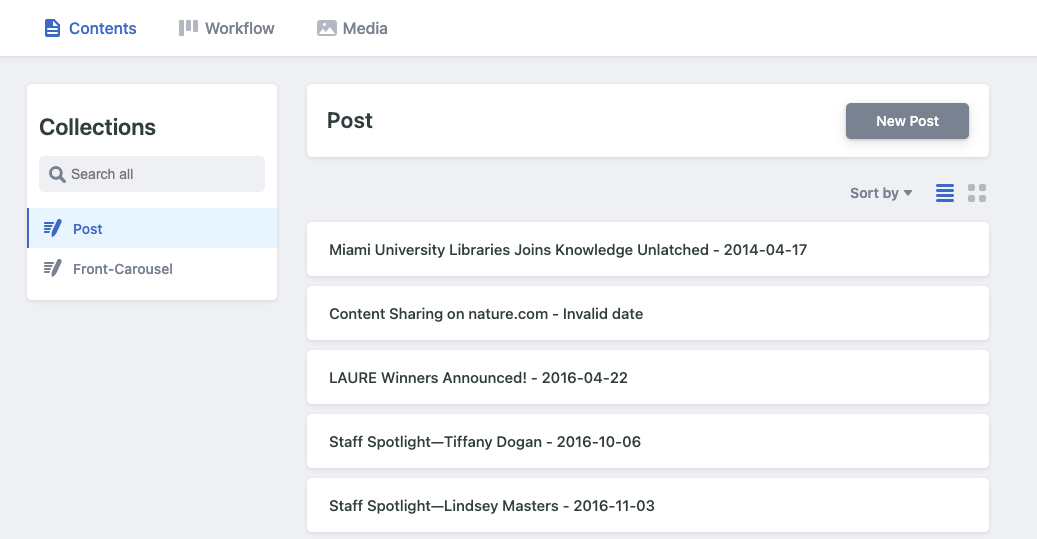 Contents
Workflow
Media
Collections
Search all
Post
Front-Carousel
Post
New Post
Sort by
Miami University Libraries Joins Knowledge Unlatched - 2014-04-17
Content Sharing on nature.com - Invalid date
LAURE Winners Announced! - 2016-04-22
Staff Spotlight—Tiffany Dogan - 2016-10-06
Staff Spotlight—Lindsey Masters - 2016-11-03